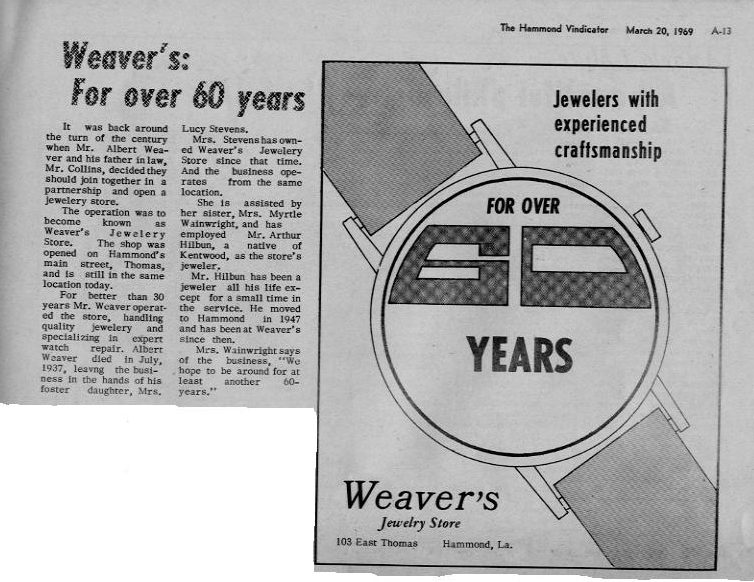 The Hammond Vindicator March 20, 1969 A-13
Weaver's:
For over 60 years
It was back around
the turn of the century
when Mr. Albert Wea-
ver and his father in law,
Mr. Collins, decided they
should join together in a
partnership and open a
jewelery store.
The operation was to
become known as
Weaver's Jewelery
Store. The shop was
opened on Hammond's
main street, Thomas,
and is still in the same
location today.
For better than 30
years Mr. Weaver operat-
ed the store, handling
quality jewelery and
specializing in expert
watch repair. Albert
Weaver died in July,
1937, leavng the busi-
ness in the hands of his
foster daughter, Mrs.
Lucy Stevens.
Mrs. Stevens has own-
ed Weaver's Jewelery
Store since that time.
And the business ope-
rates from the same
location.
She is assisted by
her sister, Mrs. Myrtle
Wainwright, and has
employed Mr. Arthur
Hilbun, a native of
Kentwood, as the store's
jeweler.
Mr. Hilbun has been a
jeweler all his life ex-
cept for a small time in
the service. He moved
to Hammond in 1947
and has been at Weaver's
since then.
Mrs. Wainwright says
of the business, "We
hope to be around for at
least another 60-
years."
Jewelers with
experienced
craftsmanship
FOR OVER
60
YEARS
Weaver's
Jewelry Store
103 East Thomas Hammond, La.